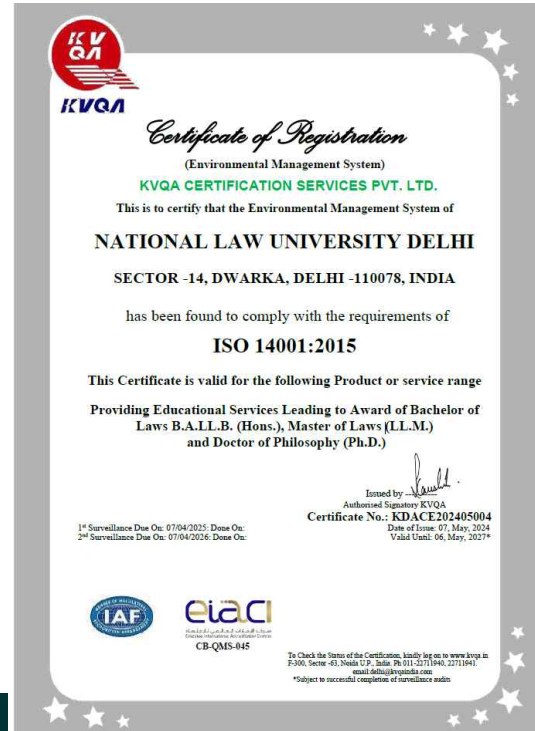 KV
QA
KVQA
Certificate of Registration
(Environmental Management System)
KVQA CERTIFICATION SERVICES PVT. LTD.
This is to certify that the Environmental Management System of
NATIONAL LAW UNIVERSITY DELHI
SECTOR -14, DWARKA, DELHI -110078, INDIA
has been found to comply with the requirements of
ISO 14001:2015
This Certificate is valid for the following Product or service range
Providing Educational Services Leading to Award of Bachelor of
Laws B.A.LL.B. (Hons.), Master of Laws (LL.M.)
and Doctor of Philosophy (Ph.D.)
Issued by
Authorised Signatory KVQA
Certificate No.: KDACE202405004
Date of Issue: 07, May, 2024
Valid Until: 06, May, 2027*
1st Surveillance Due On: 07/04/2025: Done On:
2nd Surveillance Due On: 07/04/2026: Done On:
IAF
eiaci
CB-QMS-045
To Check the Status of the Certification, kindly log on to www.kvqa.in
F-300, Sector -63, Noida U.P., India. Ph 011-22711940, 22711941.
email:delhi@kvqaindia.com
*Subject to successful completion of surveillance audits